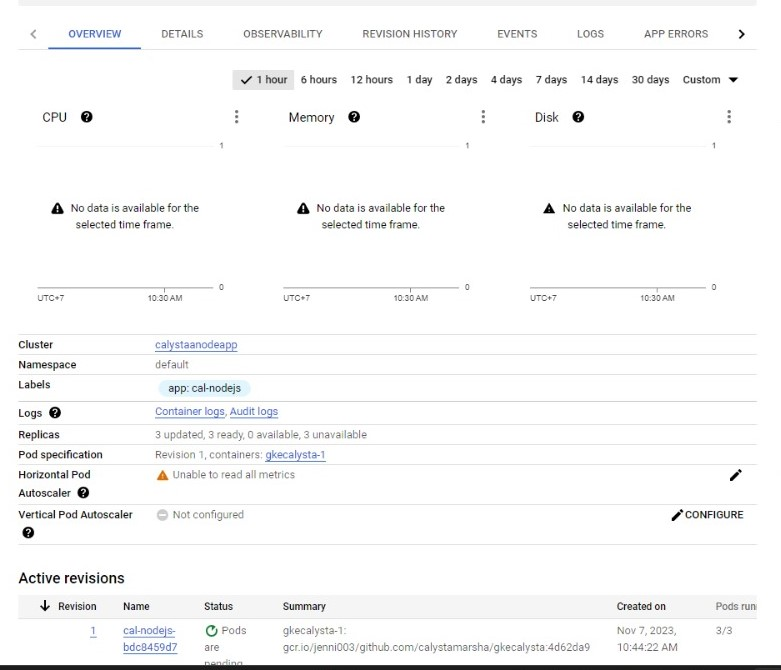 OVERVIEW DETAILS OBSERVABILITY REVISION HISTORY EVENTS LOGS APP ERRORS
1 hour 6 hours 12 hours 1 day 2 days 4 days 7 days 14 days 30 days Custom
CPU
1
No data is available for the
selected time frame.
0
UTC+7 10:30 AM
Memory
1
No data is available for the
selected time frame.
0
UTC+7 10:30 AM
Disk
1
No data is available for the
selected time frame.
0
UTC+7 10:30 AM
Cluster calystaanodeapp
Namespace default
Labels app: cal-nodejs
Logs Container logs, Audit logs
Replicas 3 updated, 3 ready, 0 available, 3 unavailable
Pod specification Revision 1, containers: gkecalysta-1
Horizontal Pod Unable to read all metrics
Autoscaler
Vertical Pod Autoscaler Not configured CONFIGURE
Active revisions
Revision Name Status Summary Created on Pods run
1 cal-nodejs- Pods gkecalysta-1: Nov 7, 2023, 3/3
bdc8459d7 are gcr.io/jenni003/github.com/calystamarsha/gkecalysta:4d62da9 10:44:22 AM
pending